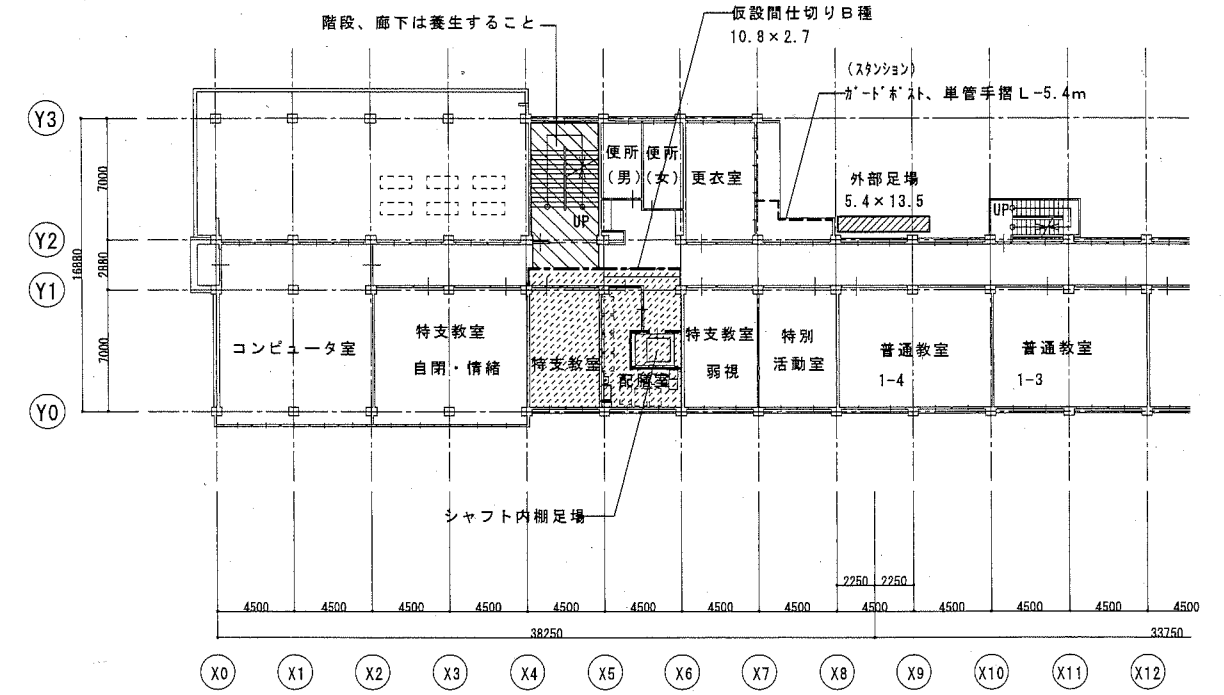 階段、廊下は養生すること
仮設間仕切りB種
10.8×2.7
(スタンション)
ガードポスト、単管手摺 L-5.4m
Y3
Y2
Y1
Y0
7000
2880
7000
16880
便所
(男)
便所
(女)
更衣室
外部足場
5.4×13.5
UP
UP
コンピュータ室
特支教室
自閉・情緒
特支教室
配膳室
特支教室
弱視
特別
活動室
普通教室
1-4
普通教室
1-3
シャフト内棚足場
2250
2250
4500
4500
4500
4500
4500
4500
4500
4500
4500
4500
4500
4500
4500
38250
33750
X0
X1
X2
X3
X4
X5
X6
X7
X8
X9
X10
X11
X12